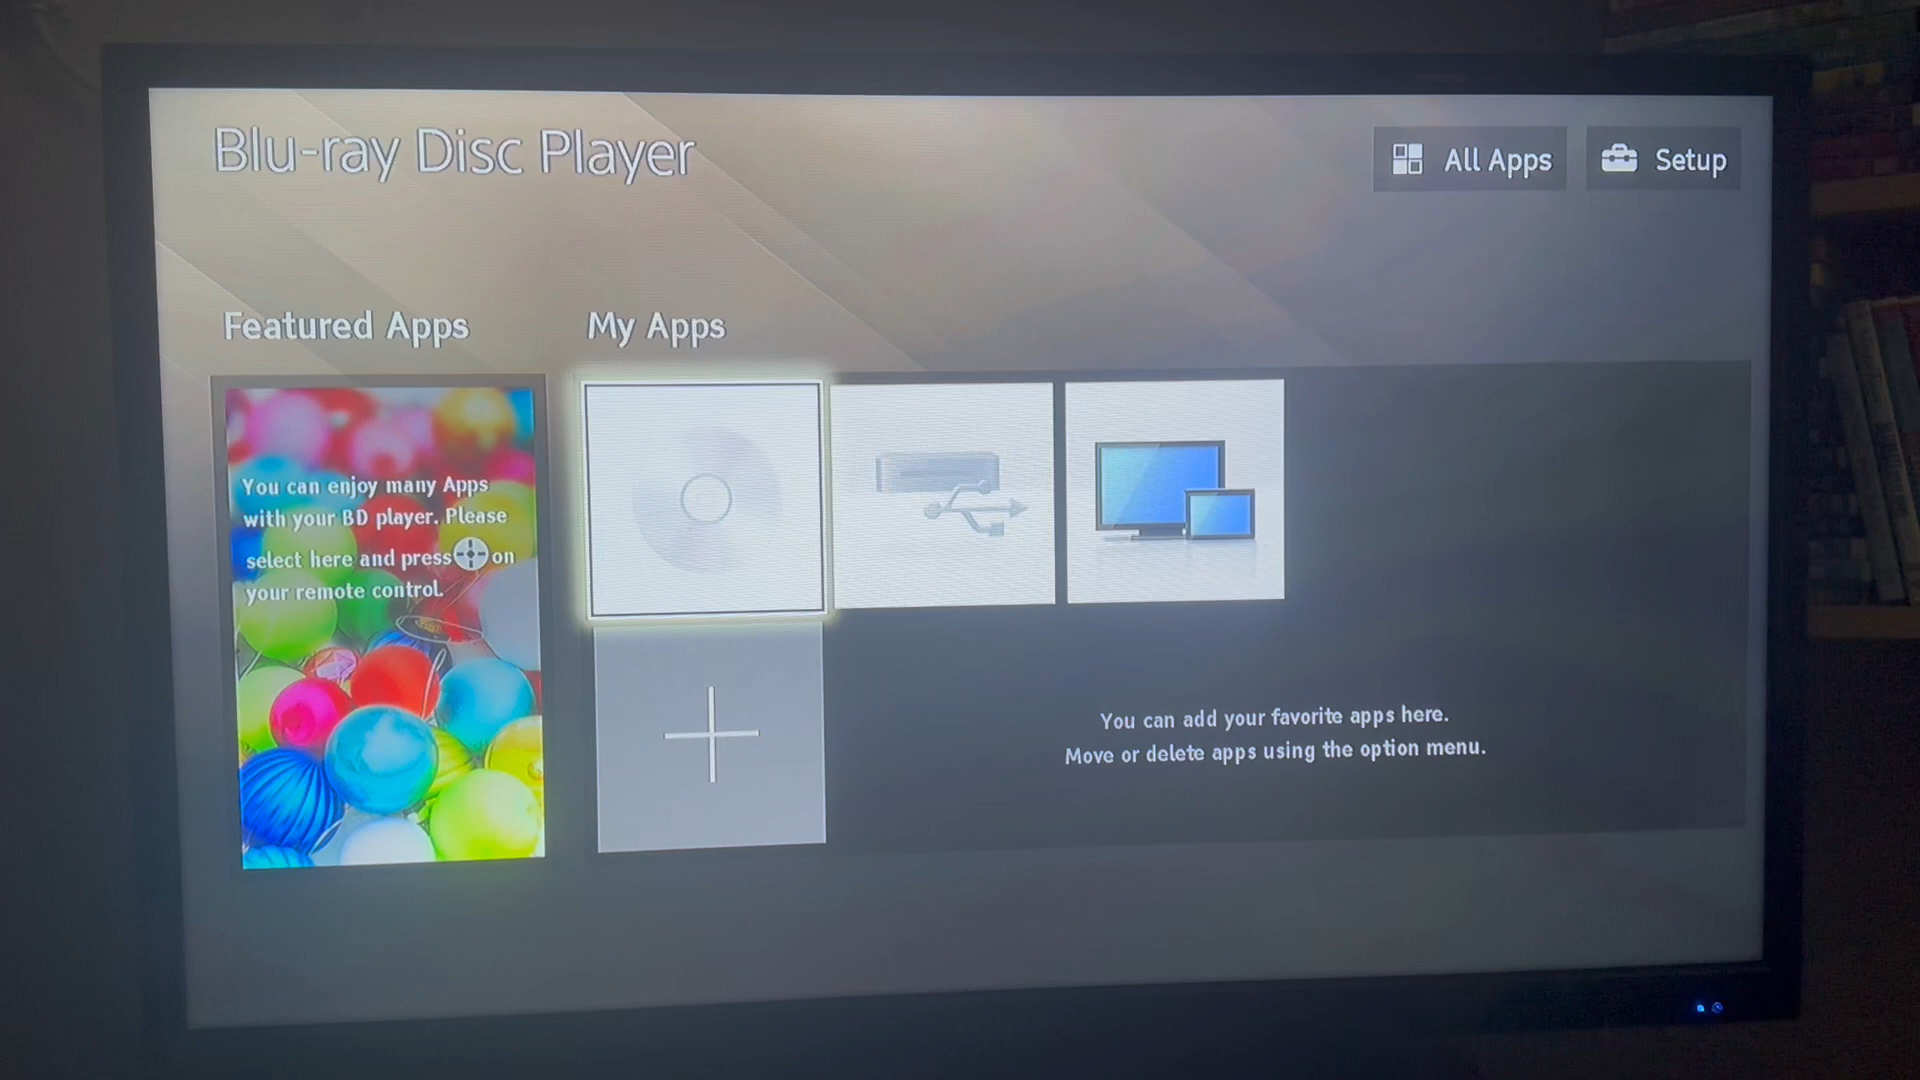 Blu-ray Disc Player
All Apps
Setup
Featured Apps
My Apps
You can enjoy many Apps
with your BD player. Please
select here and press on
your remote control.
You can add your favorite apps here.
Move or delete apps using the option menu.